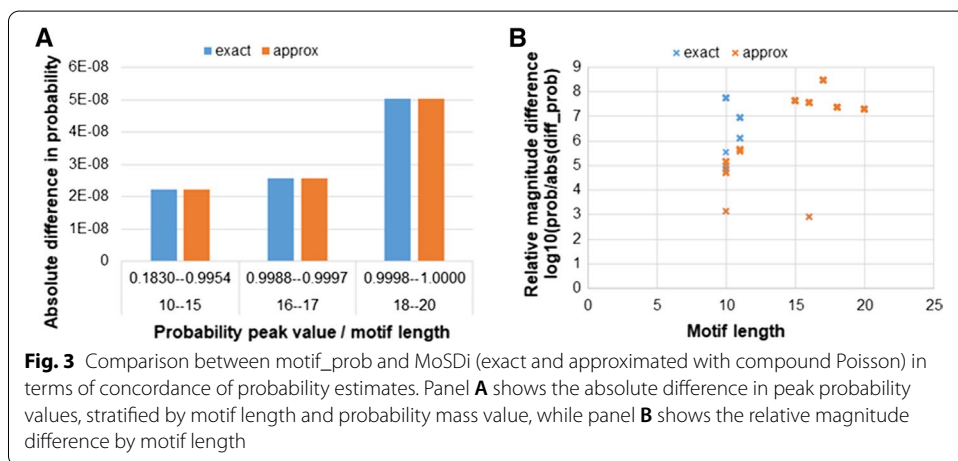 A
exact approx
Absolute difference in probability
6E-08
5E-08
4E-08
3E-08
2E-08
1E-08
0
0.1830--0.9954 0.9988--0.9997 0.9998--1.0000
10--15 16--17 18--20
Probability peak value / motif length
B
exact approx
Relative magnitude difference
log10(prob/abs(diff_prob)
9
8
7
6
5
4
3
2
1
0
0 5 10 15 20 25
Motif length
Fig. 3 Comparison between motif_prob and MoSDi (exact and approximated with compound Poisson) in
terms of concordance of probability estimates. Panel A shows the absolute difference in peak probability
values, stratified by motif length and probability mass value, while panel B shows the relative magnitude
difference by motif length